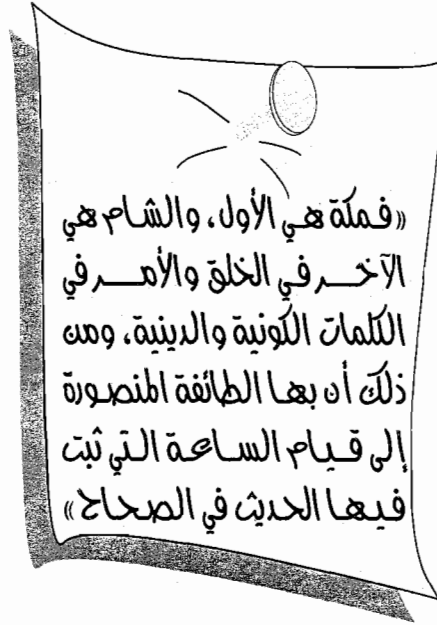 «فمكة هي الأول، والشام هي
الآخر في الخلق والأمر في
الكلمات الكونية والدينية، ومن
ذلك أن بها الطائفة المنصورة
إلى قيام الساعة التي ثبت
فيها الحديث في الصحاح»